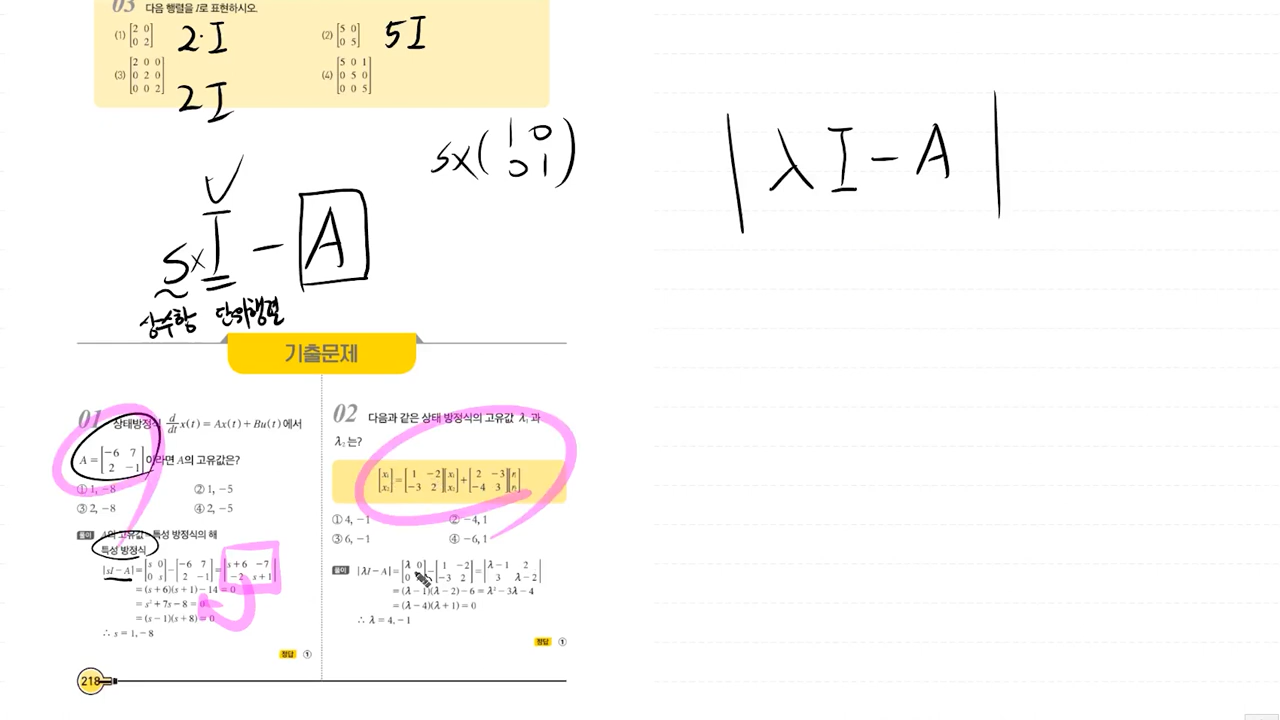 03 다음 행렬을 I로 표현하시오.
(1) [2 0
0 2] 2·I
(2) [5 0
0 5] 5I
(3) [2 0 0
0 2 0
0 0 2] 2I
(4) [5 0 1
0 5 0
0 0 5]
s×(1 0
0 1)
s×I - A
상수항 단위행렬
|λI - A|
기출문제
01 상태방정식 d/dt x(t) = Ax(t) + Bu(t)에서
A = [-6 7
2 -1]이라면 A의 고유값은?
① 1, -8 ② 1, -5
③ 2, -8 ④ 2, -5
풀이 A의 고유값 = 특성 방정식의 해
특성 방정식
|sI - A| = [s 0
0 s] - [-6 7
2 -1] = [s+6 -7
-2 s+1]
= (s+6)(s+1) - 14 = 0
= s² + 7s - 8 = 0
= (s-1)(s+8) = 0
∴ s = 1, -8
정답 ①
02 다음과 같은 상태 방정식의 고유값 λ₁과
λ₂는?
[x₁
x₂] = [1 -2
-3 2][x₁
x₂] + [2 -3
-4 3][r₁
r₂]
① 4, -1 ② -4, 1
③ 6, -1 ④ -6, 1
풀이 |λI - A| = [λ 0
0 ] - [1 -2
-3 2] = |λ-1 2
3 λ-2|
= (λ-1)(λ-2) - 6 = λ² - 3λ - 4
= (λ-4)(λ+1) = 0
∴ λ = 4, -1
정답 ①
218